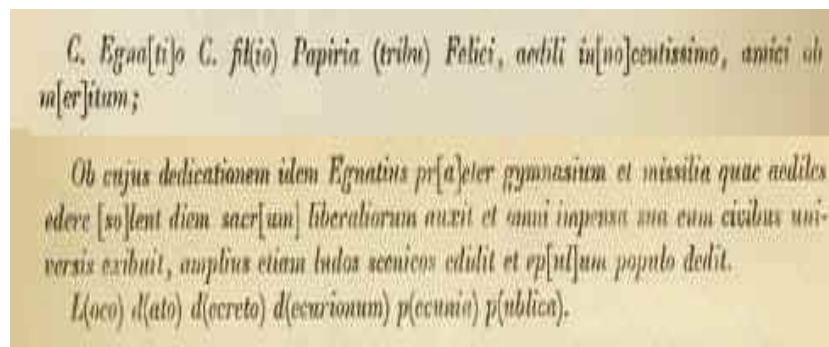 C. Egna[ti]o C. fil(io) Papiria (tribu) Felici, aedili in[no]centissimo, amici ob
m[er]itum;
Ob cujus dedicationem idem Egnatius pr[a]eter gymnasium et missilia quae aediles
edere [so]lent diem sacr[um] liberaliorum auxit et omni impensa sua cum civibus uni-
versis exibuit, amplius etiam ludos scenicos edidit et ep[ul]um populo dedit.
L(oco) d(ato) d(ecreto) d(ecurionum) p(ecunia) p(ublica).